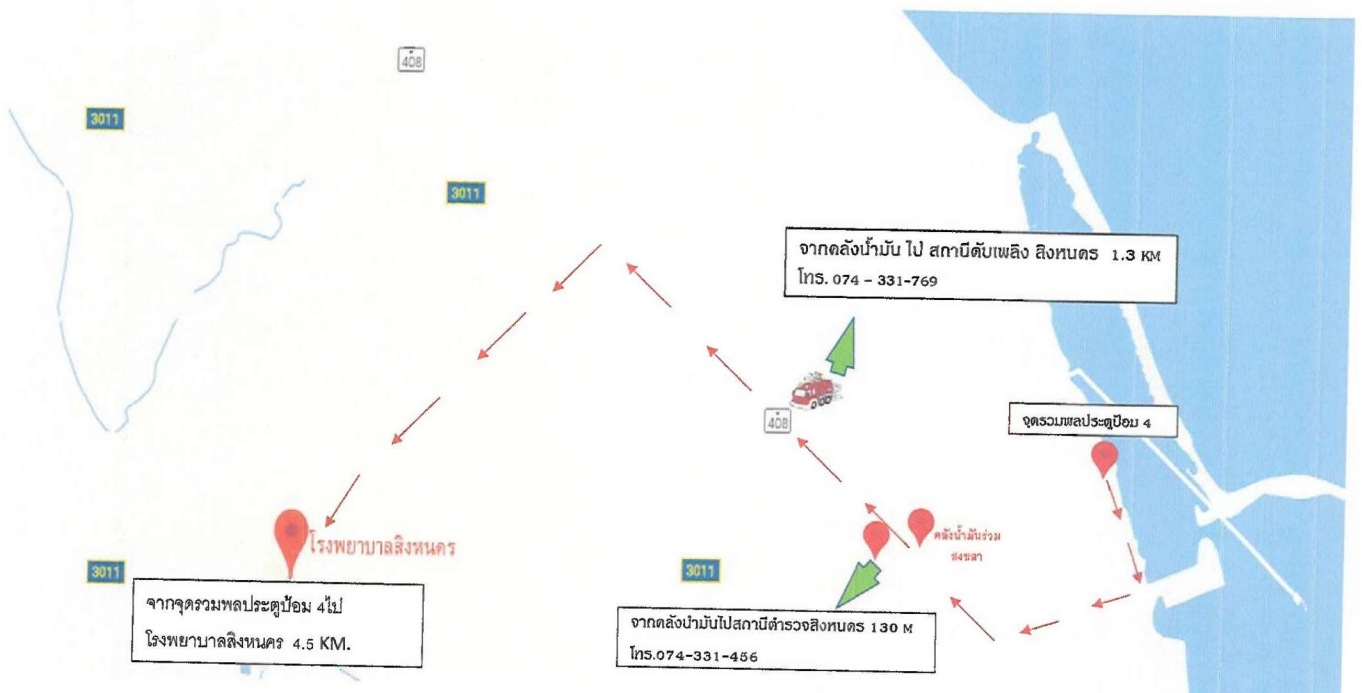 408
3011
3011
จากคลังน้ำมัน ไป สถานีดับเพลิง สิงหนคร 1.3 KM
โทร. 074 – 331-769
408
จุดรวมพลประตูป้อม 4
โรงพยาบาลสิงหนคร
คลังน้ำมันร่วม
สงขลา
3011
3011
จากจุดรวมพลประตูป้อม 4ไป
โรงพยาบาลสิงหนคร 4.5 KM.
จากคลังน้ำมันไปสถานีตำรวจสิงหนคร 130 M
โทร.074-331-456